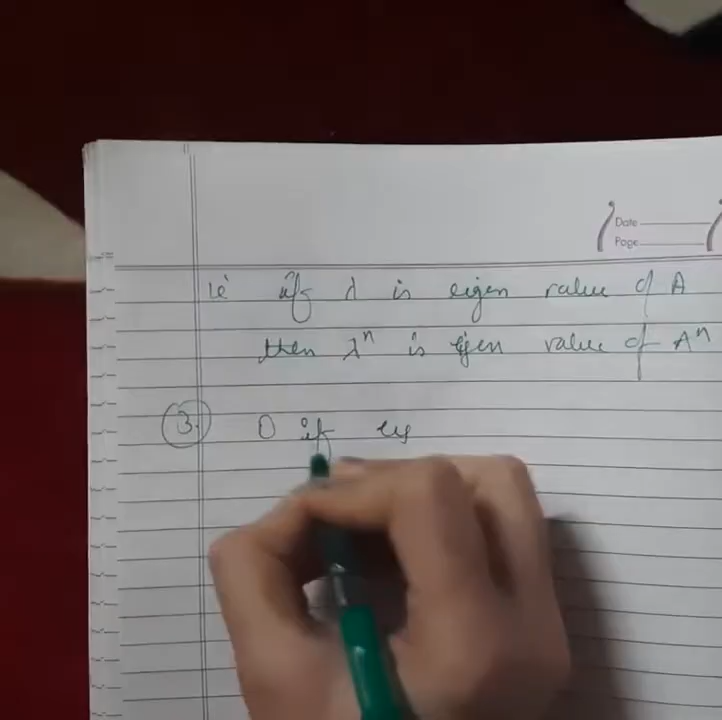 Date
Page
ie if λ is eigen value of A
then λⁿ is eigen value of Aⁿ
3. 0 if